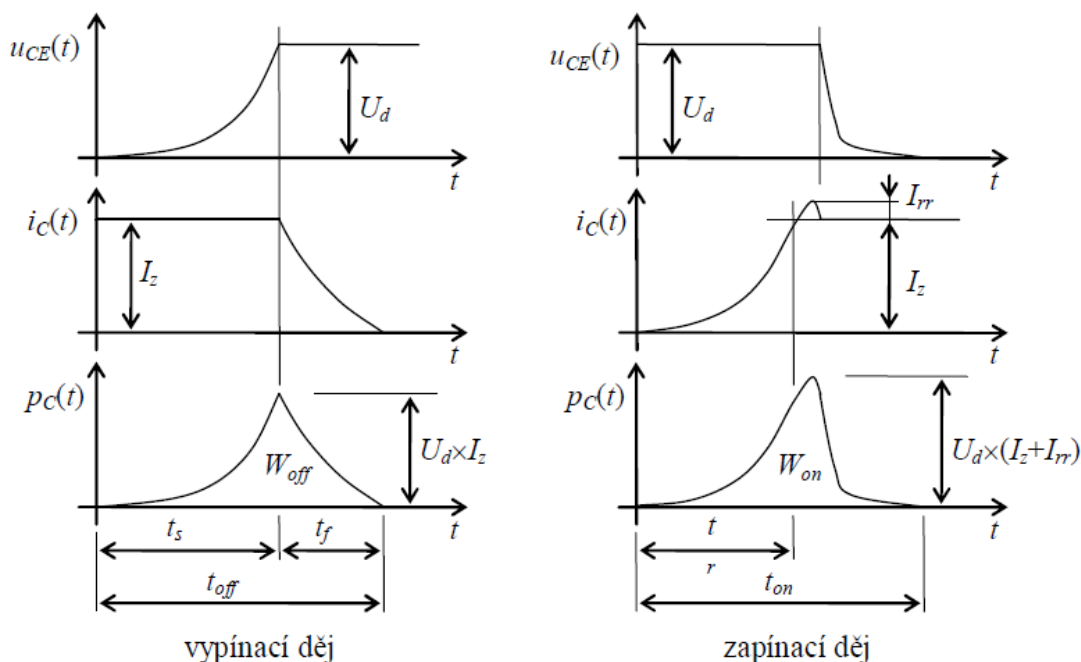 u_CE(t)
U_d
t
i_C(t)
I_z
t
p_C(t)
W_off
U_d×I_z
t
t_s
t_f
t_off
vypínací děj
u_CE(t)
U_d
t
i_C(t)
I_rr
I_z
t
p_C(t)
W_on
U_d×(I_z+I_rr)
t
t
r
t_on
zapínací děj